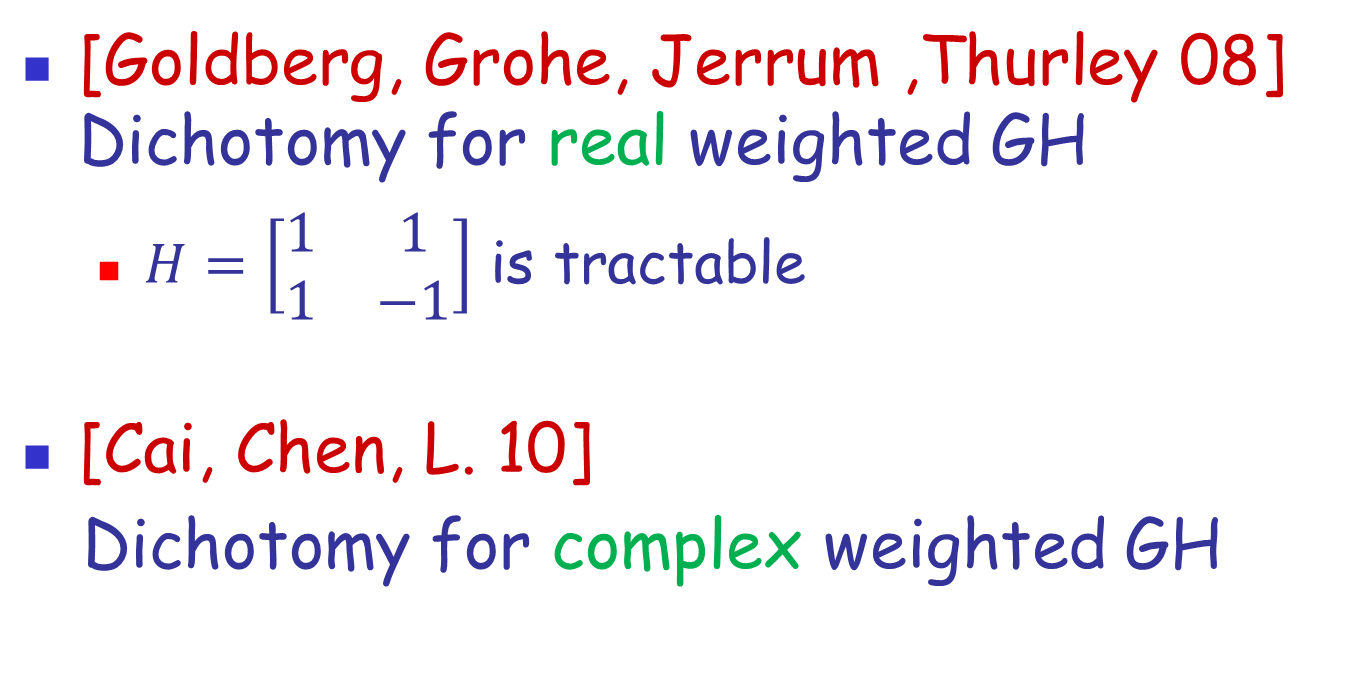 [Goldberg, Grohe, Jerrum ,Thurley 08]
Dichotomy for real weighted GH
H = [1 1; 1 −1] is tractable
[Cai, Chen, L. 10]
Dichotomy for complex weighted GH